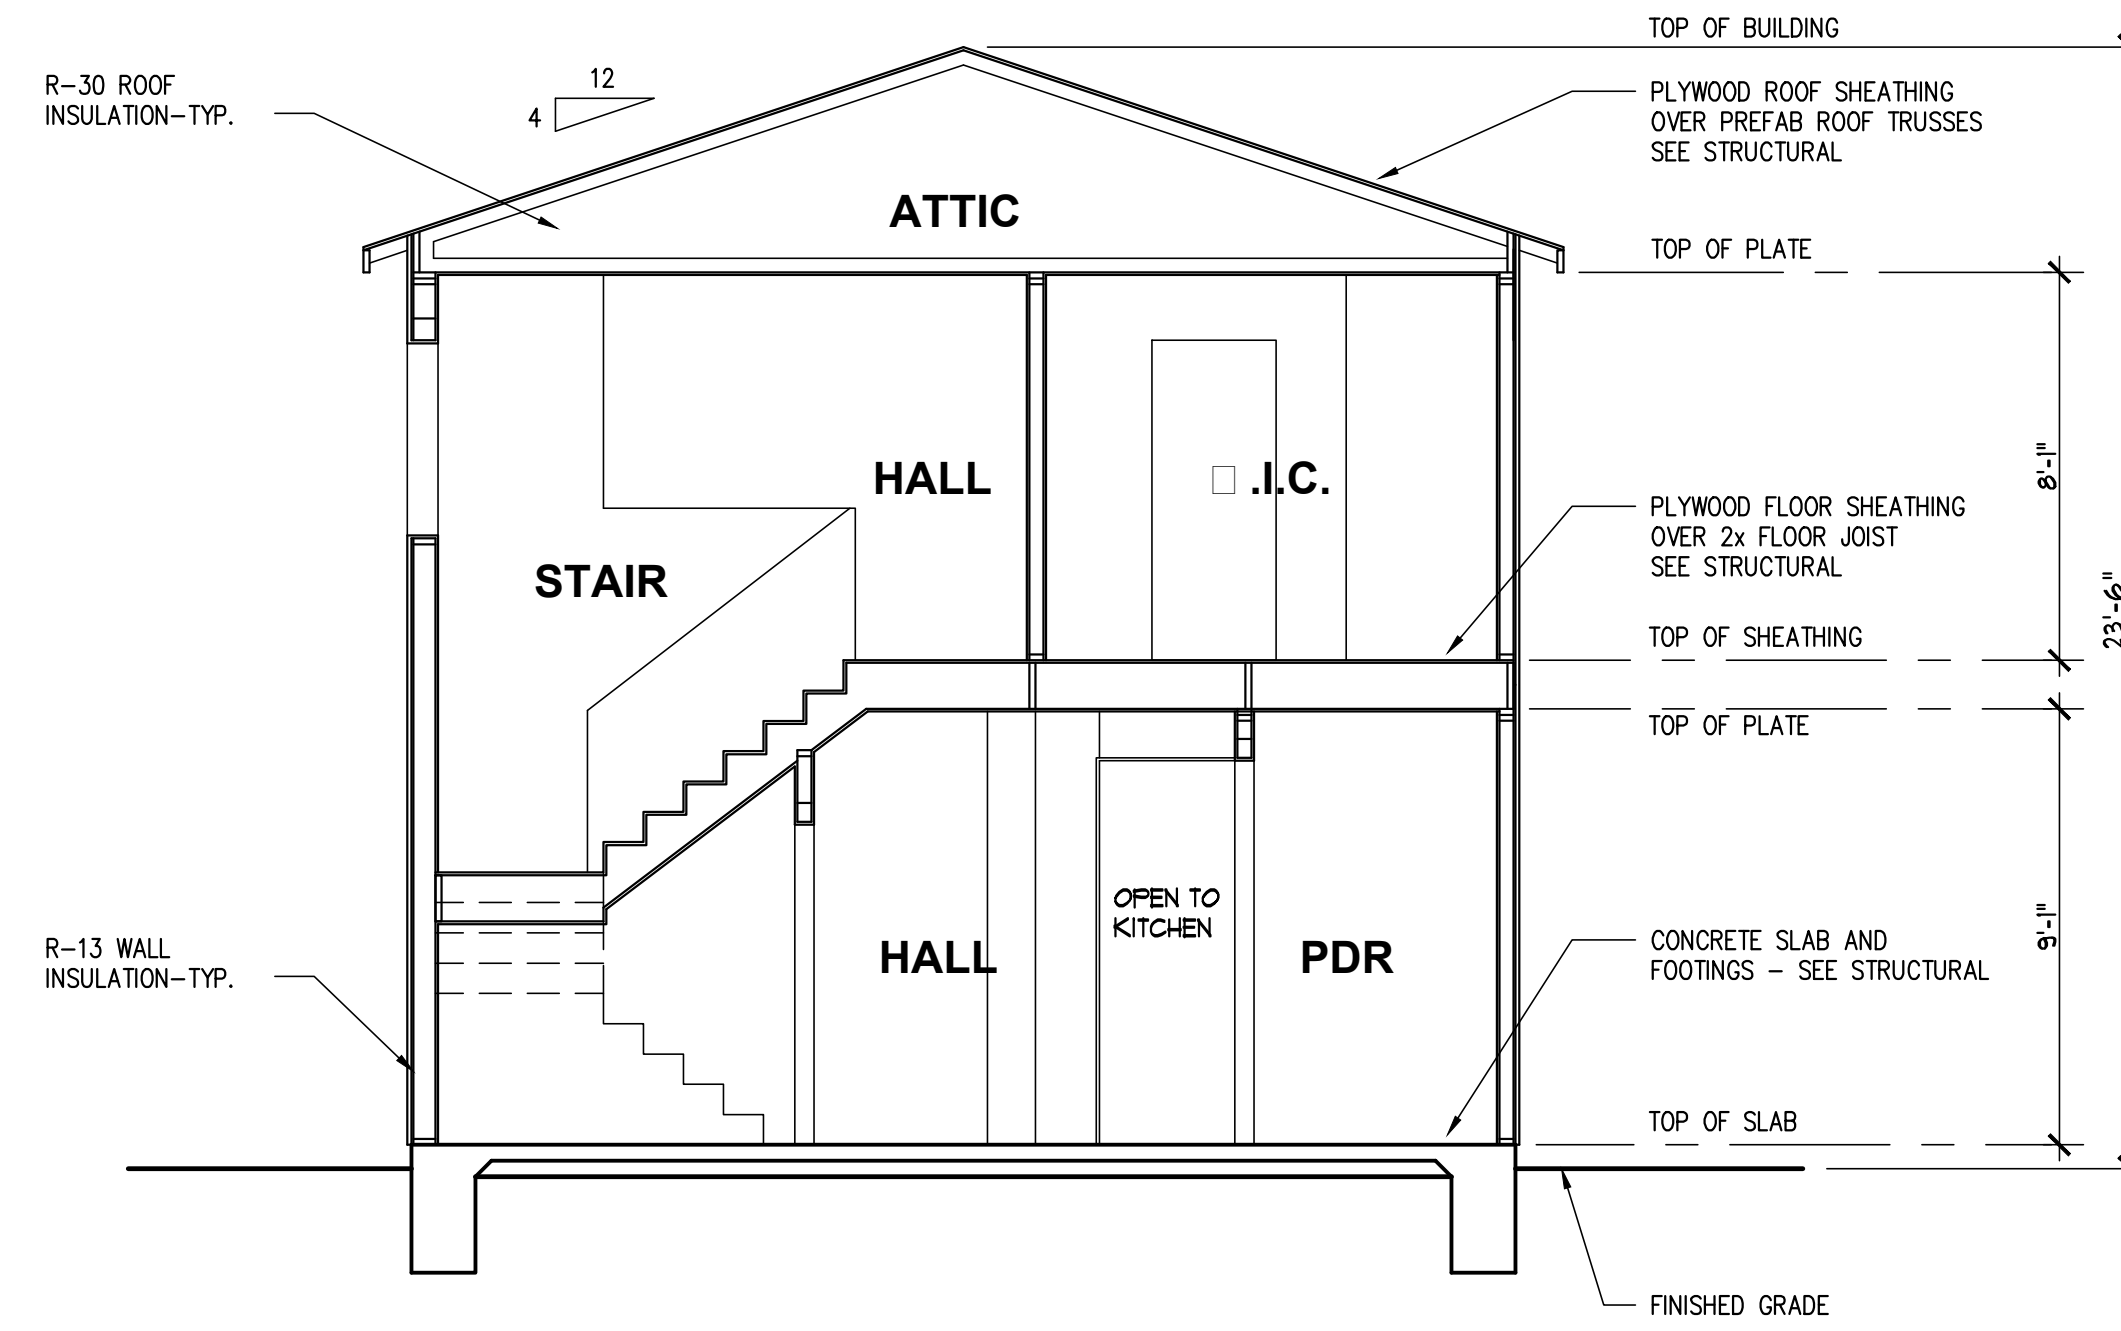 TOP OF BUILDING
R-30 ROOF
INSULATION-TYP.
12
4
PLYWOOD ROOF SHEATHING
OVER PREFAB ROOF TRUSSES
SEE STRUCTURAL
ATTIC
TOP OF PLATE
HALL
□ .I.C.
8'-1"
STAIR
PLYWOOD FLOOR SHEATHING
OVER 2x FLOOR JOIST
SEE STRUCTURAL
23'-6"
TOP OF SHEATHING
TOP OF PLATE
OPEN TO
KITCHEN
HALL
PDR
9'-1"
R-13 WALL
INSULATION-TYP.
CONCRETE SLAB AND
FOOTINGS - SEE STRUCTURAL
TOP OF SLAB
FINISHED GRADE